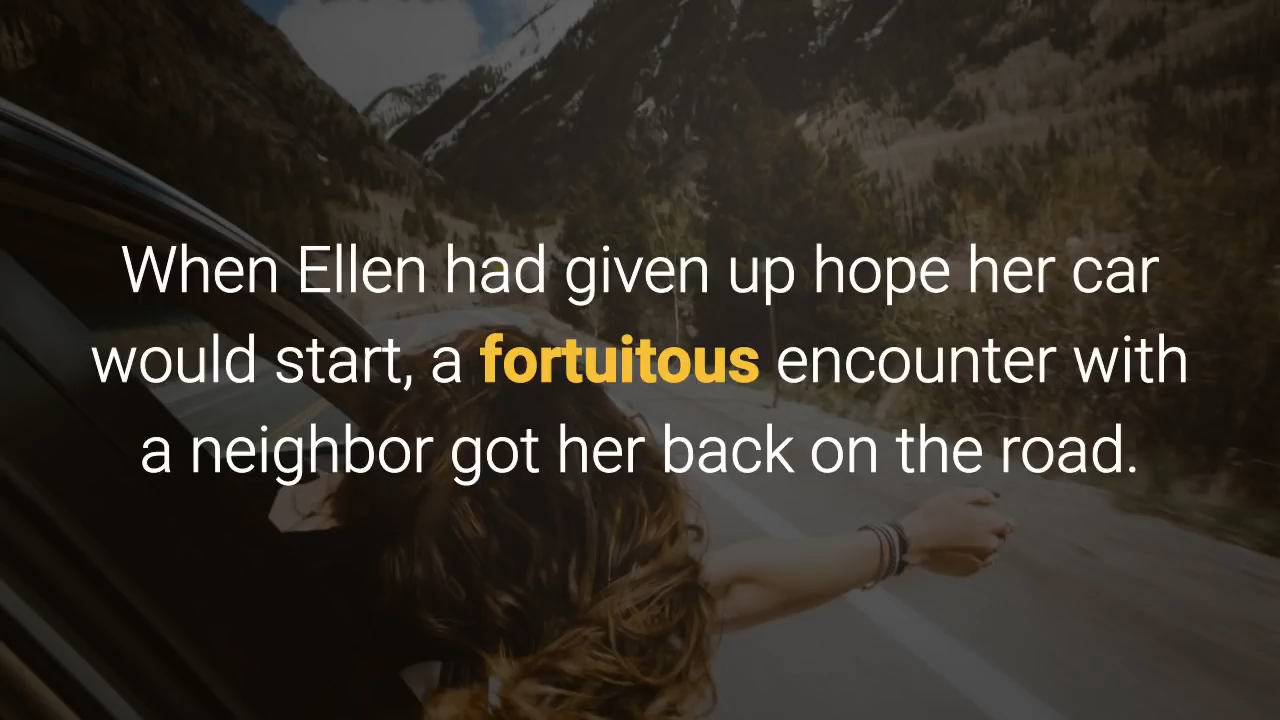 When Ellen had given up hope her car
would start, a fortuitous encounter with
a neighbor got her back on the road.